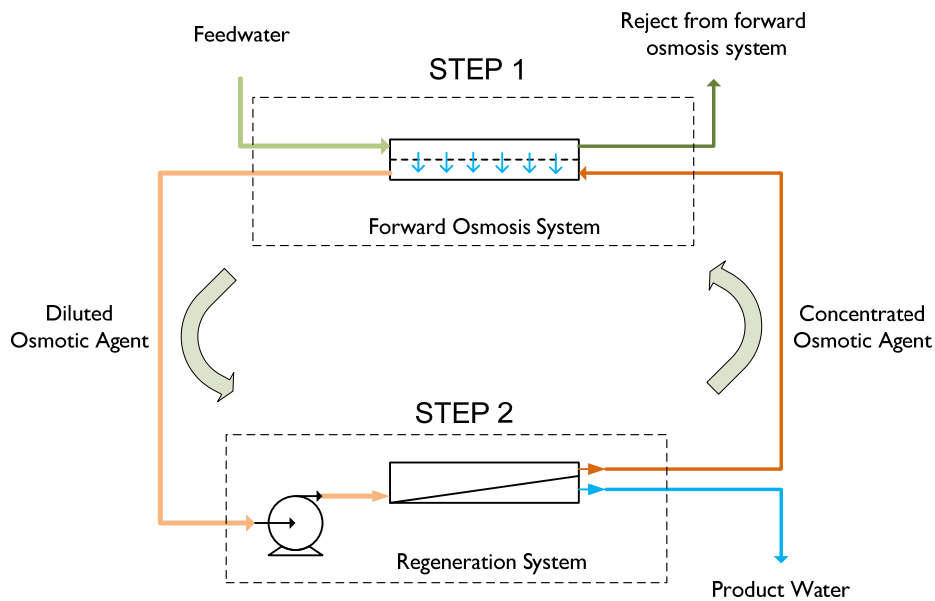 Feedwater
Reject from forward
osmosis system
STEP 1
Forward Osmosis System
Diluted
Osmotic Agent
Concentrated
Osmotic Agent
STEP 2
Regeneration System
Product Water